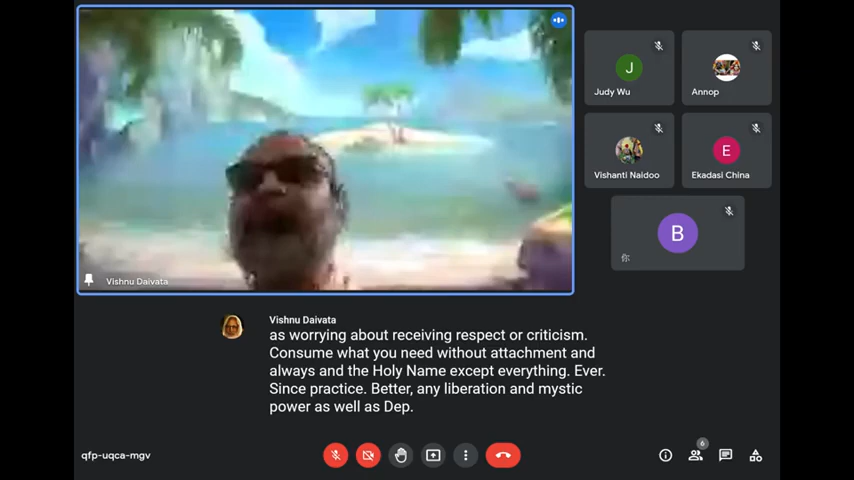 J
Judy Wu
Annop
Vishanti Naidoo
E
Ekadasi China
B
你
Vishnu Daivata
Vishnu Daivata
as worrying about receiving respect or criticism.
Consume what you need without attachment and
always and the Holy Name except everything. Ever.
Since practice. Better, any liberation and mystic
power as well as Dep.
qfp-uqca-mgv
6